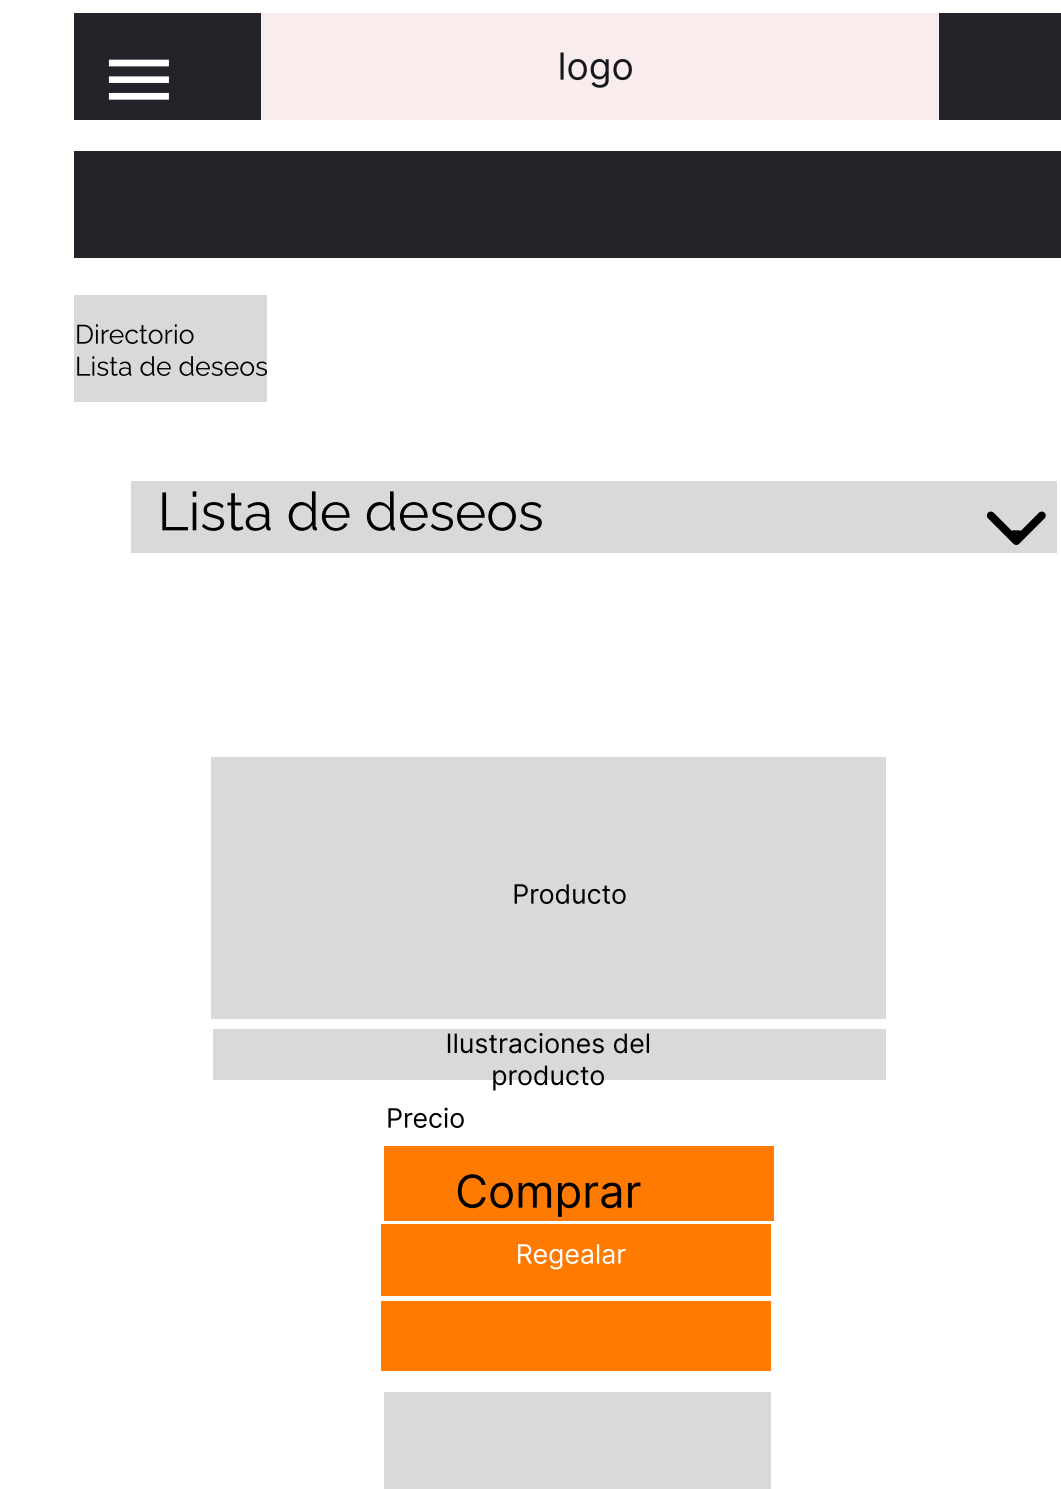 logo
Directorio
Lista de deseos
Lista de deseos
Producto
Ilustraciones del
producto
Precio
Comprar
Regealar